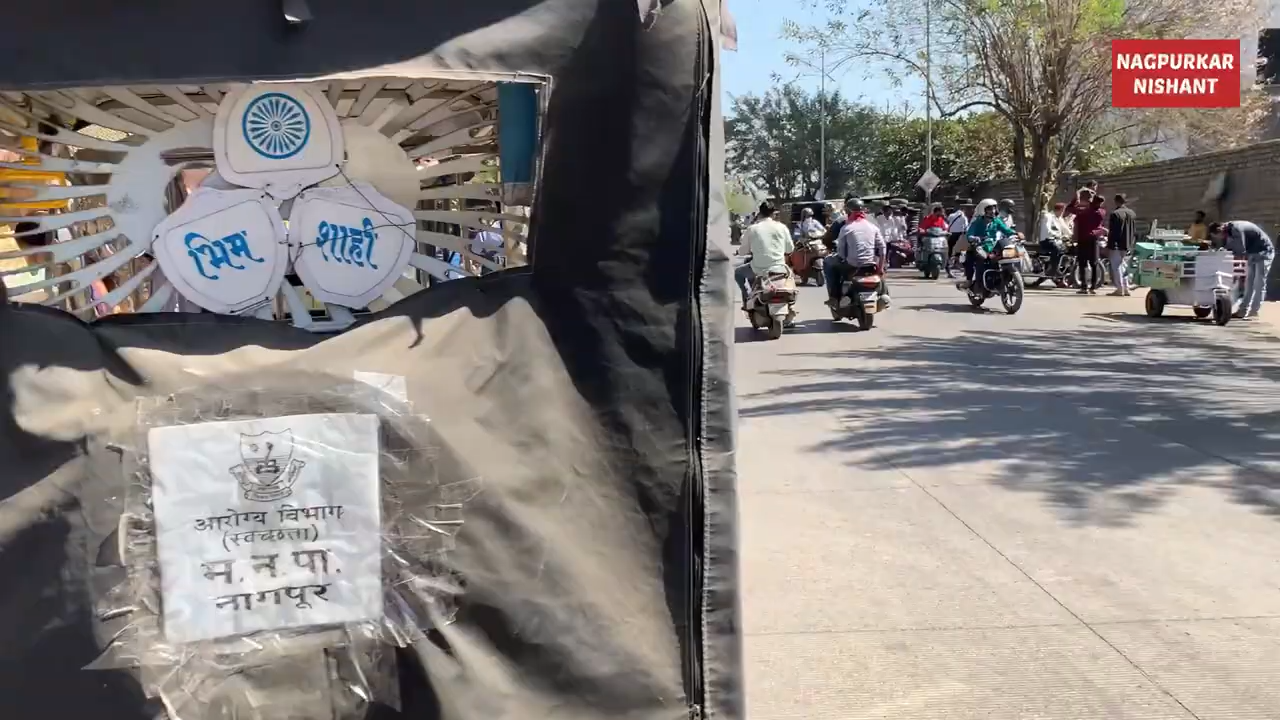 NAGPURKAR
NISHANT
भिम
शाही
आरोग्य विभाग
(स्वच्छता)
म.न.पा.
नागपूर